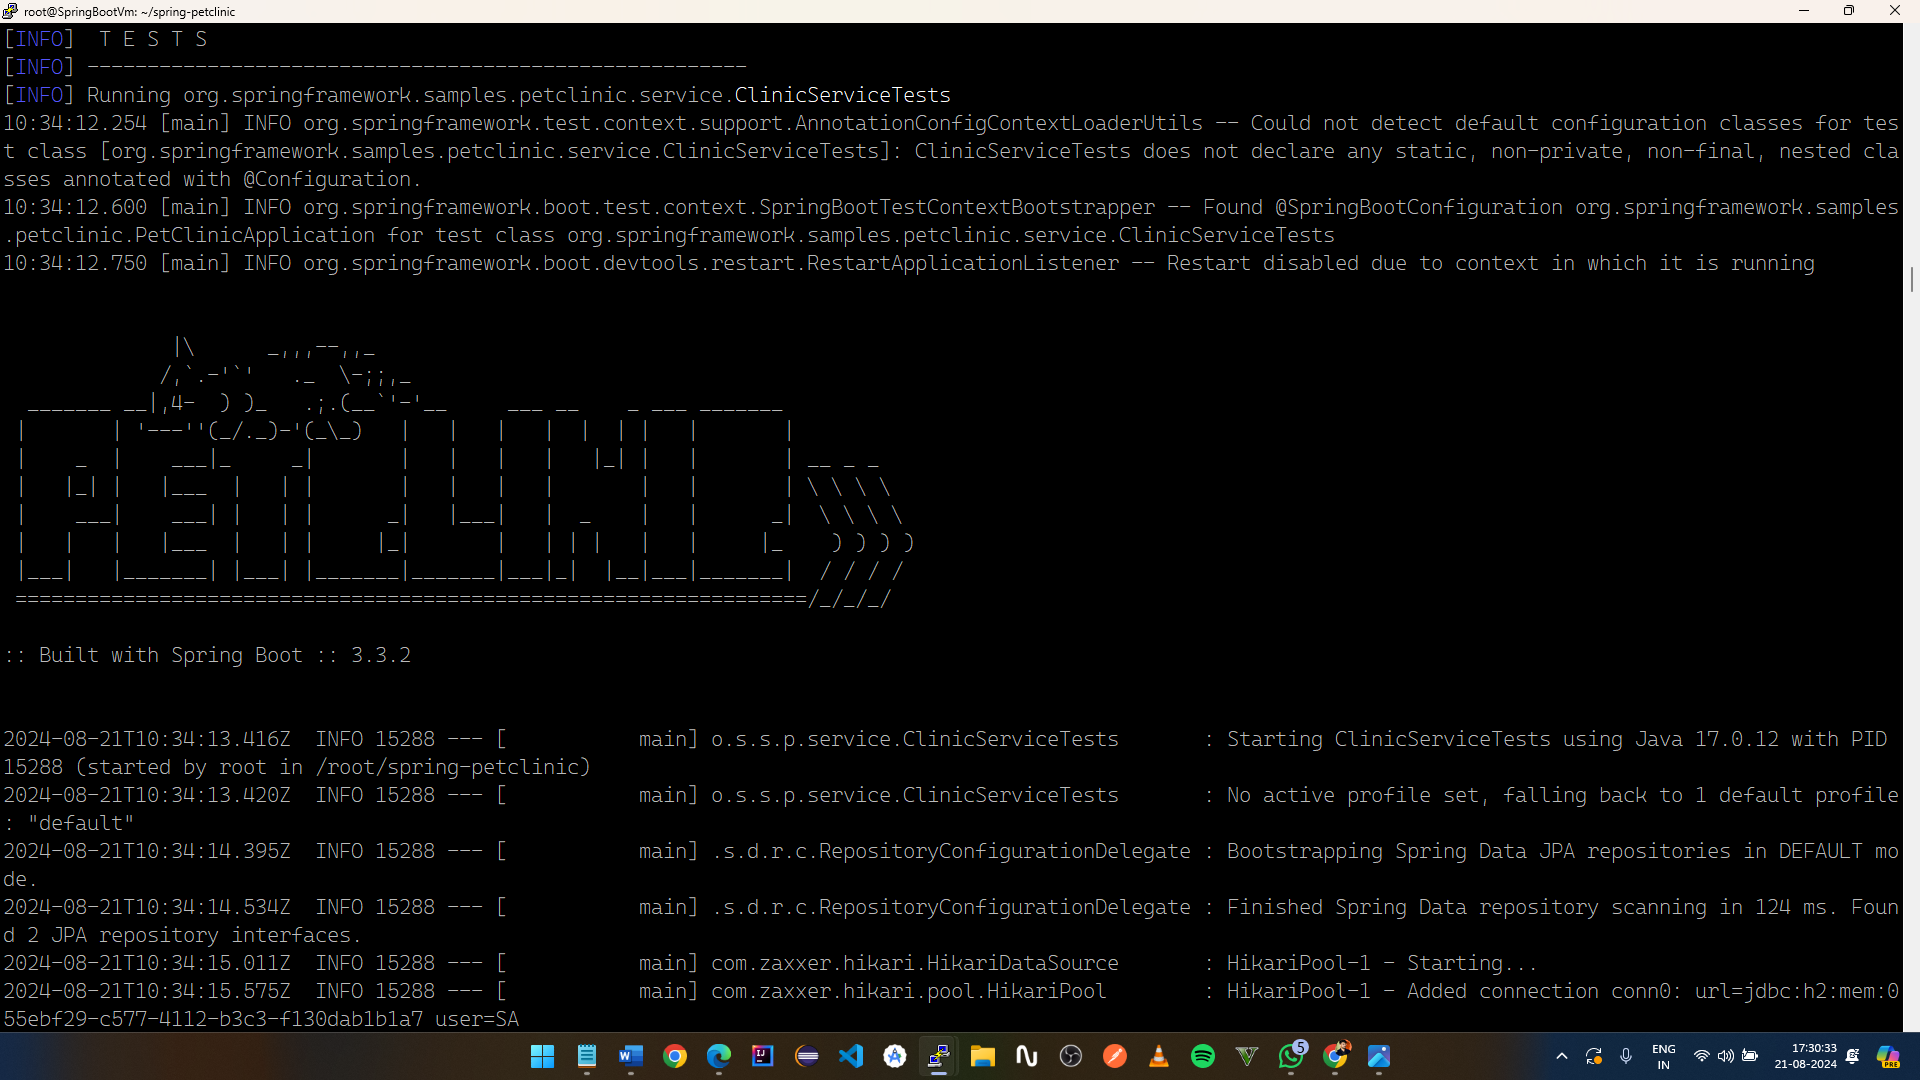 root@SpringBootVm: ~/spring-petclinic
[INFO]  T E S T S
[INFO] -------------------------------------------------------
[INFO] Running org.springframework.samples.petclinic.service.ClinicServiceTests
10:34:12.254 [main] INFO org.springframework.test.context.support.AnnotationConfigContextLoaderUtils -- Could not detect default configuration classes for tes
t class [org.springframework.samples.petclinic.service.ClinicServiceTests]: ClinicServiceTests does not declare any static, non-private, non-final, nested cla
sses annotated with @Configuration.
10:34:12.600 [main] INFO org.springframework.boot.test.context.SpringBootTestContextBootstrapper -- Found @SpringBootConfiguration org.springframework.samples
.petclinic.PetClinicApplication for test class org.springframework.samples.petclinic.service.ClinicServiceTests
10:34:12.750 [main] INFO org.springframework.boot.devtools.restart.RestartApplicationListener -- Restart disabled due to context in which it is running
PETCLINIC
:: Built with Spring Boot :: 3.3.2
2024-08-21T10:34:13.416Z  INFO 15288 --- [           main] o.s.s.p.service.ClinicServiceTests       : Starting ClinicServiceTests using Java 17.0.12 with PID
15288 (started by root in /root/spring-petclinic)
2024-08-21T10:34:13.420Z  INFO 15288 --- [           main] o.s.s.p.service.ClinicServiceTests       : No active profile set, falling back to 1 default profile
: "default"
2024-08-21T10:34:14.395Z  INFO 15288 --- [           main] .s.d.r.c.RepositoryConfigurationDelegate : Bootstrapping Spring Data JPA repositories in DEFAULT mo
de.
2024-08-21T10:34:14.534Z  INFO 15288 --- [           main] .s.d.r.c.RepositoryConfigurationDelegate : Finished Spring Data repository scanning in 124 ms. Foun
d 2 JPA repository interfaces.
2024-08-21T10:34:15.011Z  INFO 15288 --- [           main] com.zaxxer.hikari.HikariDataSource       : HikariPool-1 - Starting...
2024-08-21T10:34:15.575Z  INFO 15288 --- [           main] com.zaxxer.hikari.pool.HikariPool        : HikariPool-1 - Added connection conn0: url=jdbc:h2:mem:0
55ebf29-c577-4112-b3c3-f130dab1b1a7 user=SA
5
ENG
IN
17:30:33
21-08-2024
PRE